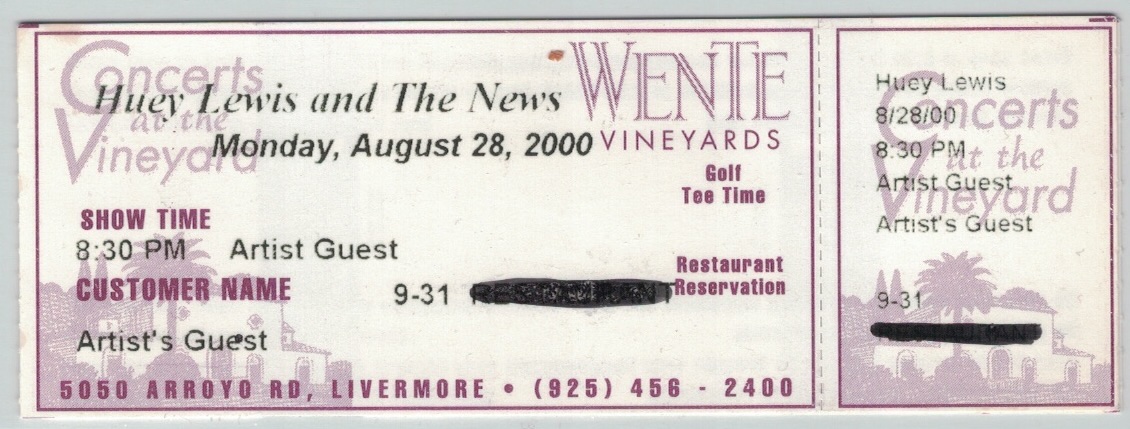 Concerts
at the
Vineyard
Huey Lewis and The News
Monday, August 28, 2000
WENTE
VINEYARDS
Golf
Tee Time
SHOW TIME
8:30 PM Artist Guest
CUSTOMER NAME
9-31
Restaurant
Reservation
Artist's Guest
5050 ARROYO RD, LIVERMORE • (925) 456 - 2400
Concerts
at the
Vineyard
Huey Lewis
8/28/00
8:30 PM
Artist Guest
Artist's Guest
9-31